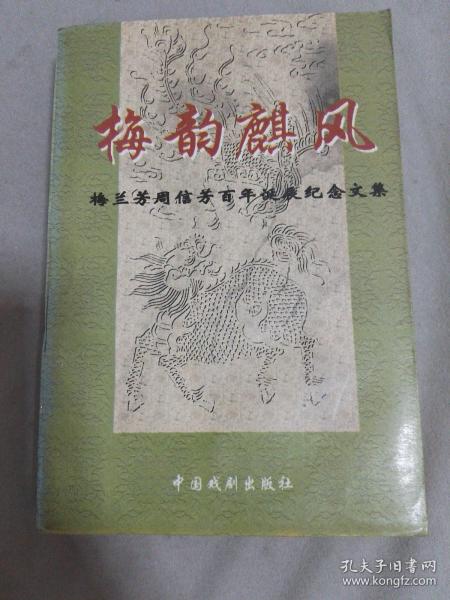 梅韵麒风
梅兰芳周信芳百年诞辰纪念文集
中国戏剧出版社
孔夫子旧书网
www.kongfz.com